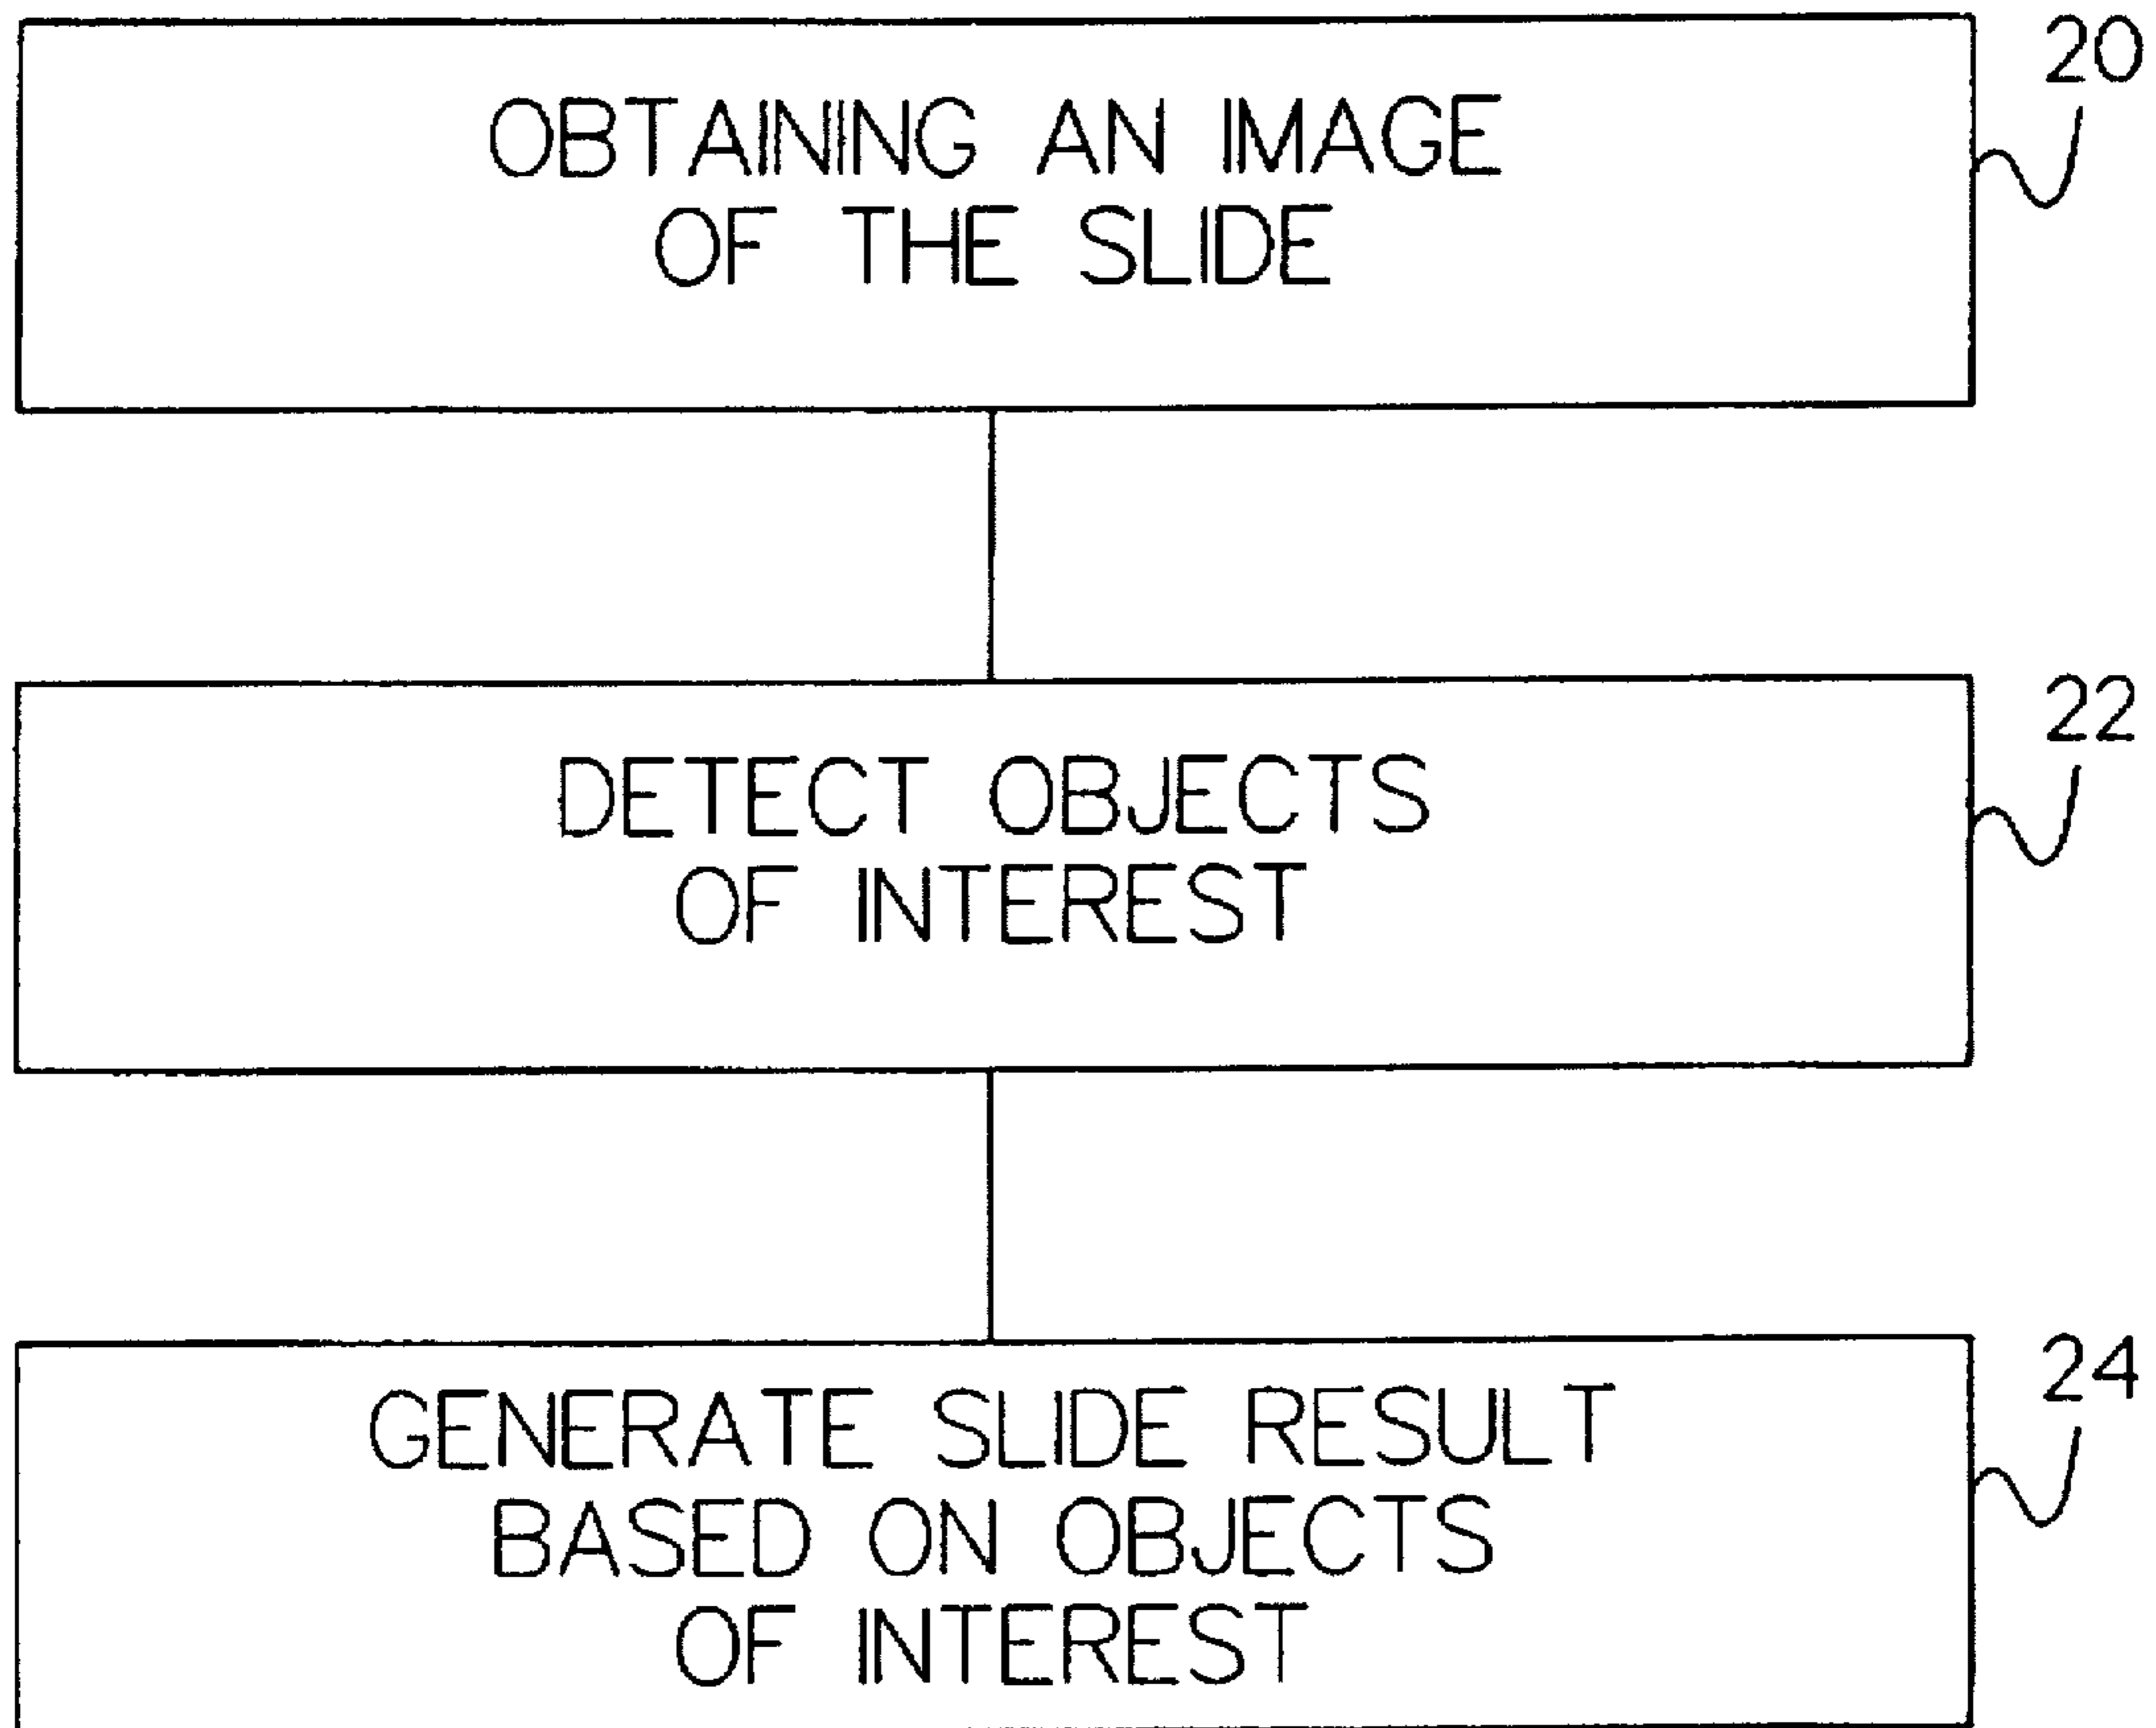 20
OBTAINING AN IMAGE
OF THE SLIDE
22
DETECT OBJECTS
OF INTEREST
24
GENERATE SLIDE RESULT
BASED ON OBJECTS
OF INTEREST